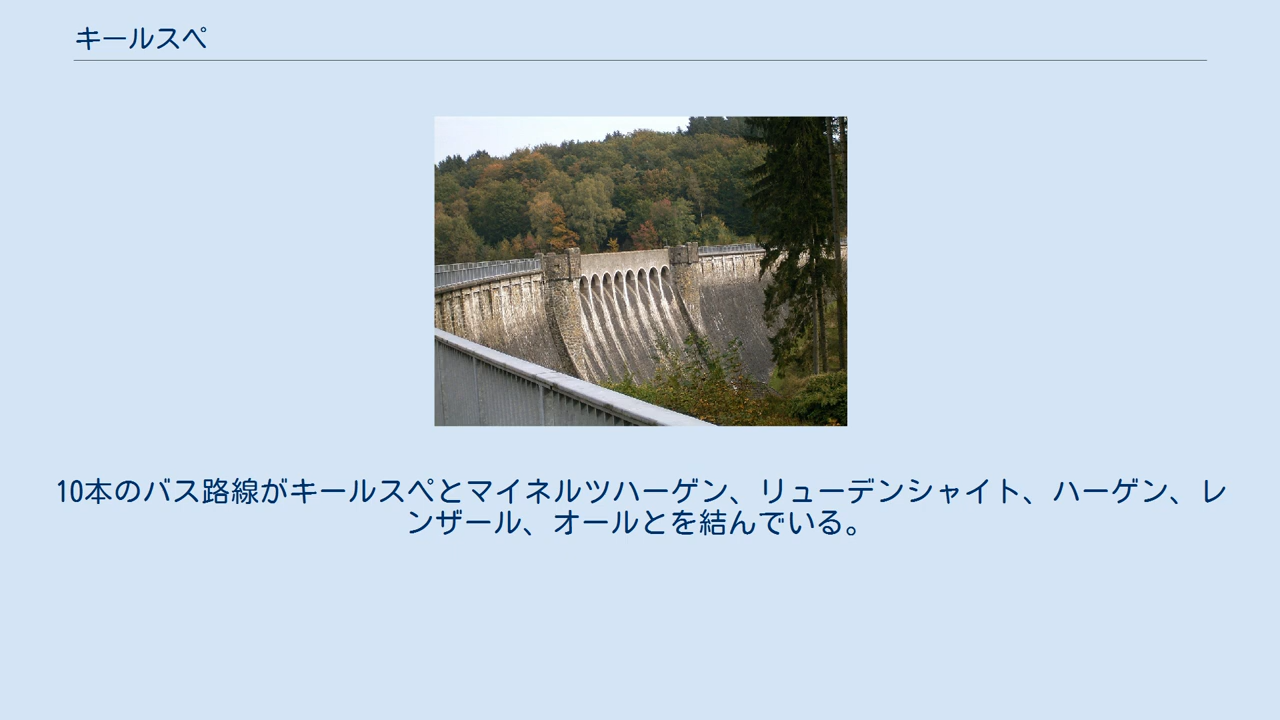 キールスペ
10本のバス路線がキールスペとマイネルツハーゲン、リューデンシャイト、ハーゲン、レ
ンザール、オールとを結んでいる。